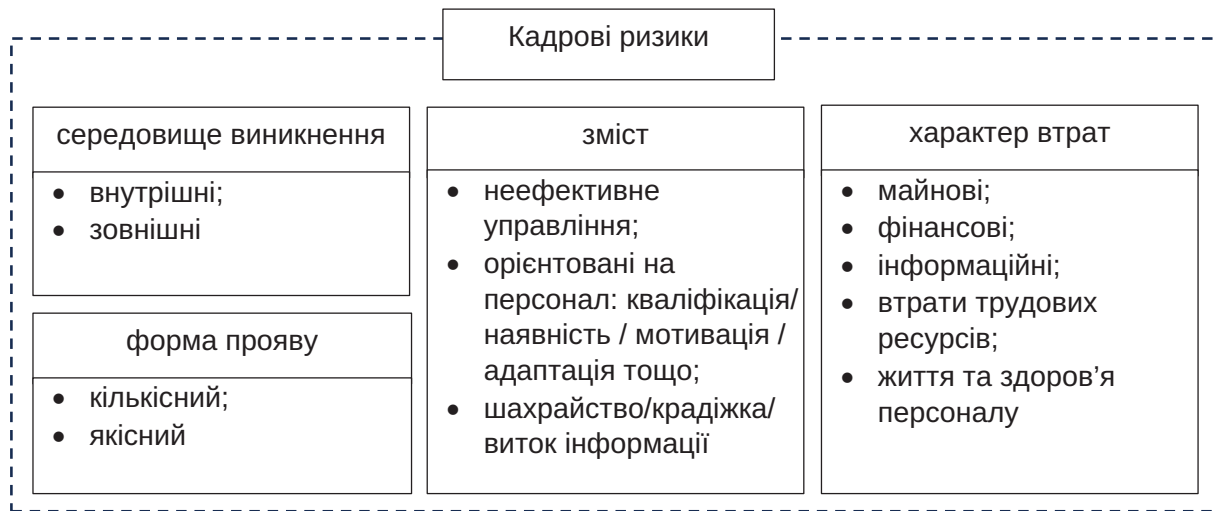 Кадрові ризики
середовище виникнення
• внутрішні;
• зовнішні
форма прояву
• кількісний;
• якісний
зміст
• неефективне
управління;
• орієнтовані на
персонал: кваліфікація/
наявність / мотивація /
адаптація тощо;
• шахрайство/крадіжка/
виток інформації
характер втрат
• майнові;
• фінансові;
• інформаційні;
• втрати трудових
ресурсів;
• життя та здоров’я
персоналу